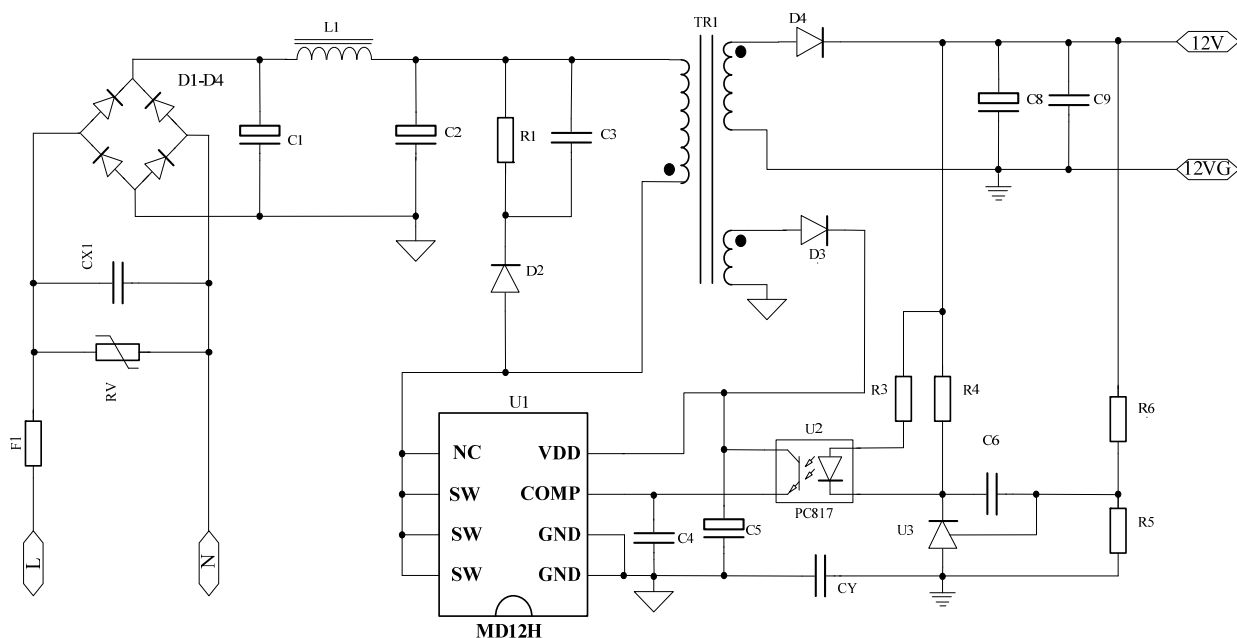 L1
TR1
D4
12V
D1-D4
C1
C2
R1
C3
C8
C9
12VG
CX1
D2
D3
RV
R3
R4
R6
F1
U1
U2
C6
NC
VDD
SW
COMP
PC817
U3
R5
SW
GND
C4
C5
L
N
SW
GND
CY
MD12H